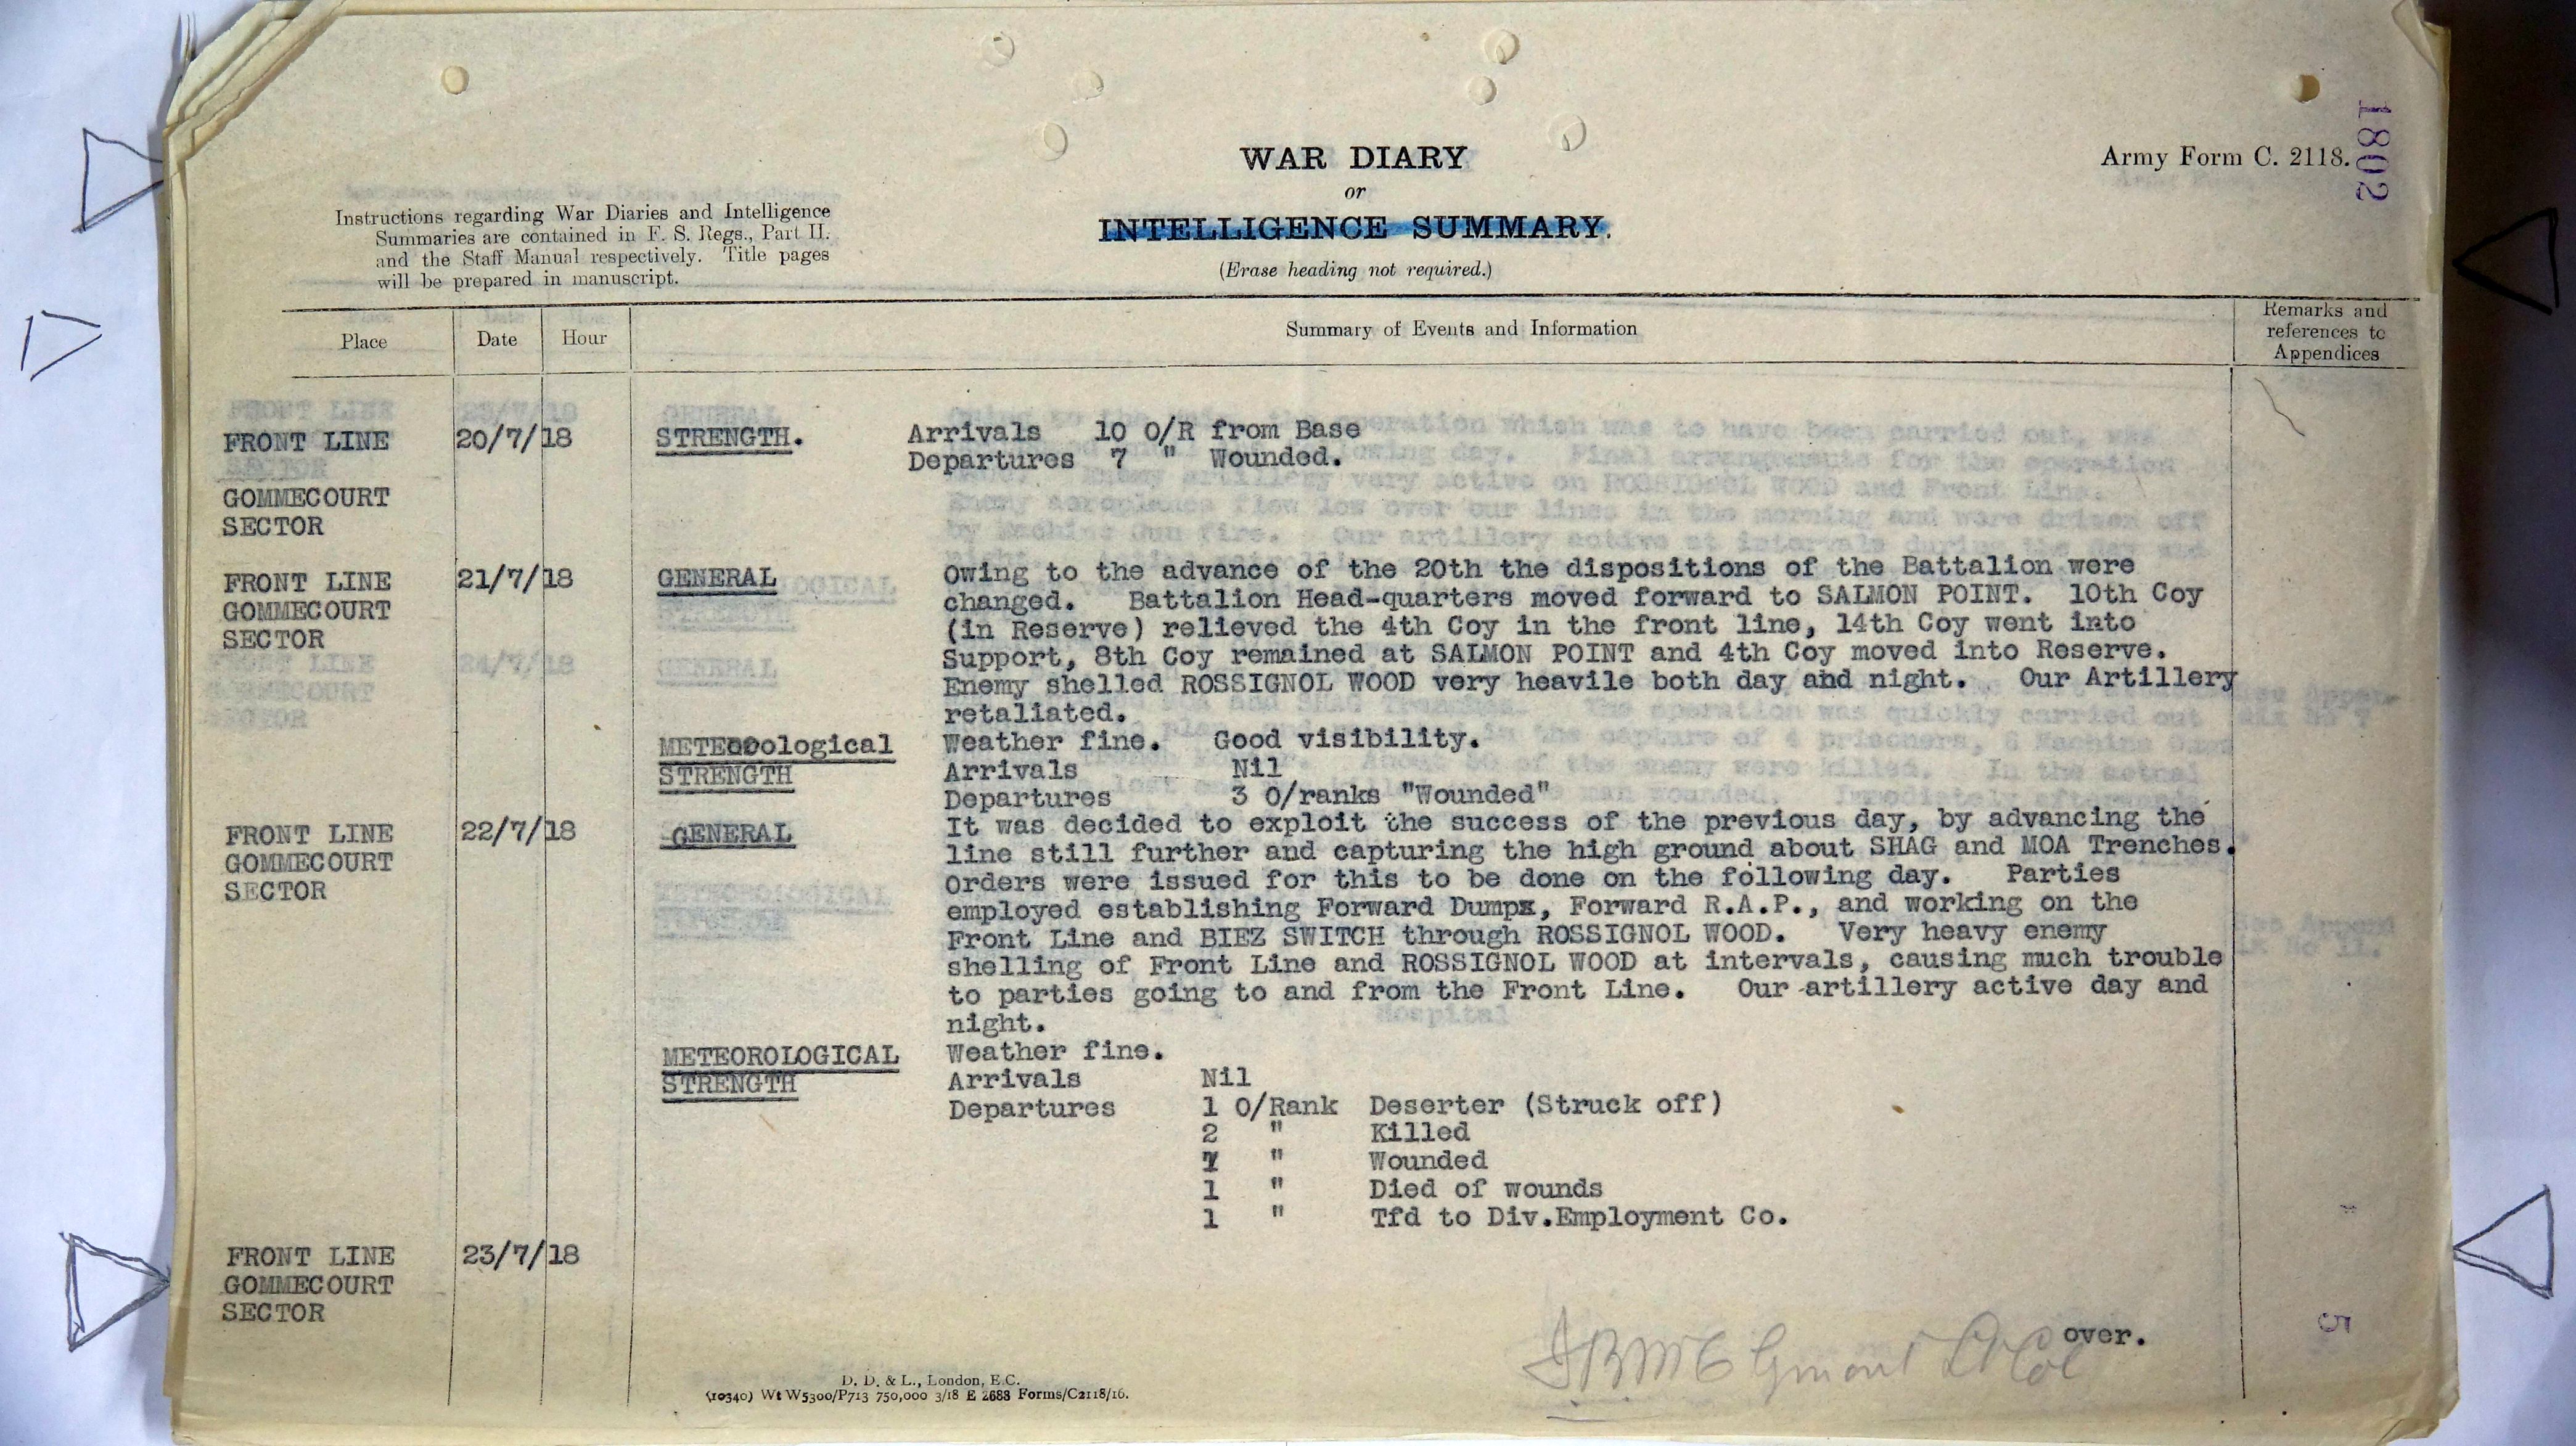 1802
Army Form C. 2118.
WAR DIARY
or
INTELLIGENCE SUMMARY.
(Erase heading not required.)
Instructions regarding War Diaries and Intelligence
Summaries are contained in F. S. Regs., Part II.
and the Staff Manual respectively. Title pages
will be prepared in manuscript.
Place Date Hour Summary of Events and Information Remarks and
references to
Appendices
FRONT LINE 20/7/18 STRENGTH. Arrivals 10 O/R from Base
Departures 7 " Wounded.
GOMMECOURT
SECTOR
FRONT LINE 21/7/18 GENERAL Owing to the advance of the 20th the dispositions of the Battalion were
GOMMECOURT changed. Battalion Head-quarters moved forward to SALMON POINT. 10th Coy
SECTOR (in Reserve) relieved the 4th Coy in the front line, 14th Coy went into
Support, 8th Coy remained at SALMON POINT and 4th Coy moved into Reserve.
Enemy shelled ROSSIGNOL WOOD very heavile both day and night. Our Artillery
retaliated.
METEOROological Weather fine. Good visibility.
STRENGTH Arrivals Nil
Departures 3 O/ranks "Wounded"
FRONT LINE 22/7/18 GENERAL It was decided to exploit the success of the previous day, by advancing the
GOMMECOURT line still further and capturing the high ground about SHAG and MOA Trenches.
SECTOR Orders were issued for this to be done on the following day. Parties
employed establishing Forward Dumpx, Forward R.A.P., and working on the
Front Line and BIEZ SWITCH through ROSSIGNOL WOOD. Very heavy enemy
shelling of Front Line and ROSSIGNOL WOOD at intervals, causing much trouble
to parties going to and from the Front Line. Our artillery active day and
night.
METEOROLOGICAL Weather fine.
STRENGTH Arrivals Nil
Departures 1 O/Rank Deserter (Struck off)
2 " Killed
7 " Wounded
1 " Died of wounds
1 " Tfd to Div.Employment Co.
FRONT LINE 23/7/18
GOMMECOURT
SECTOR
over.
5
D. D. & L., London, E.C.
(10340) Wt W5300/P713 750,000 3/18 E 2688 Forms/C2118/16.